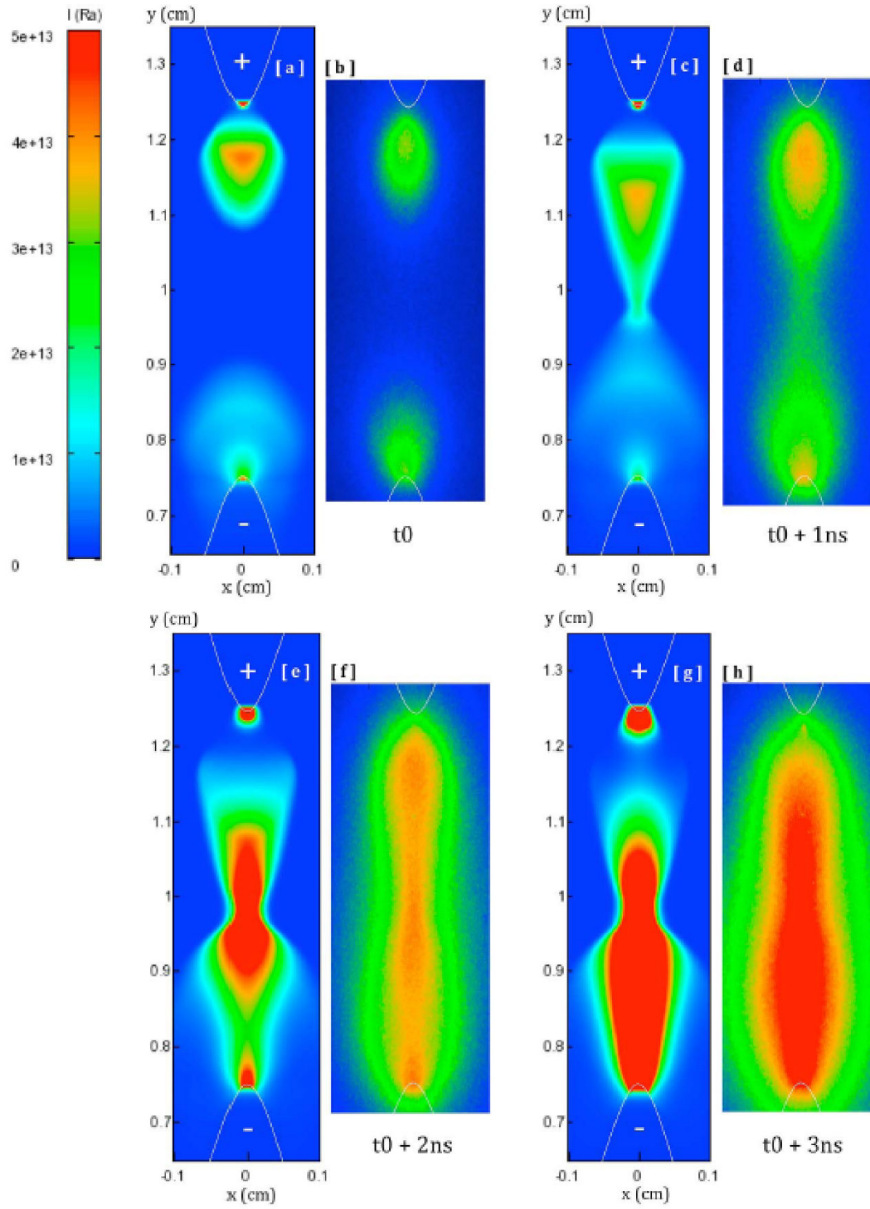 I (Ra)
5e+13
4e+13
3e+13
2e+13
1e+13
0
y (cm)
1.3
1.2
1.1
1
0.9
0.8
0.7
+
[ a ]
-
-0.1
0
0.1
x (cm)
[ b ]
t0
y (cm)
1.3
1.2
1.1
1
0.9
0.8
0.7
+
[ c ]
-
-0.1
0
0.1
x (cm)
[ d ]
t0 + 1ns
y (cm)
1.3
1.2
1.1
1
0.9
0.8
0.7
+
[ e ]
-
-0.1
0
0.1
x (cm)
[ f ]
t0 + 2ns
y (cm)
1.3
1.2
1.1
1
0.9
0.8
0.7
+
[ g ]
-
-0.1
0
0.1
x (cm)
[ h ]
t0 + 3ns